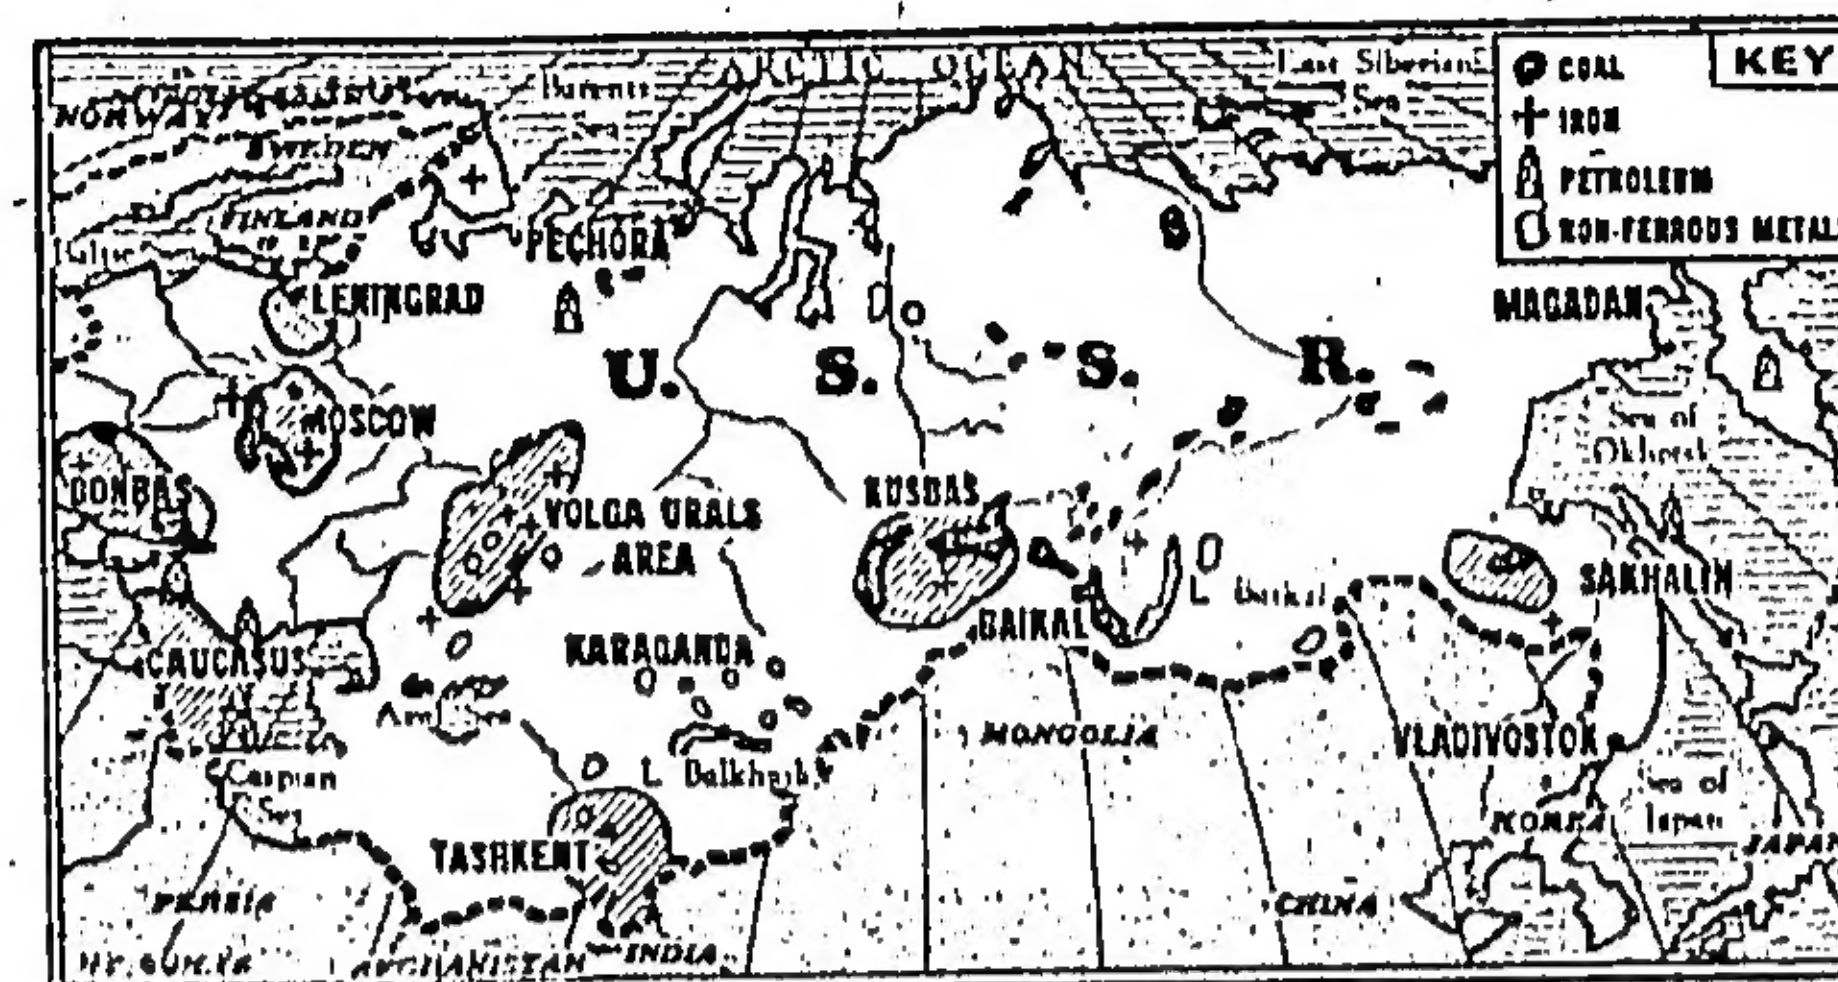 ARCTIC OCEAN
East Siberian
Sea
KEY
COAL
IRON
PETROLEUM
NON-FERROUS METALS
Barents
Sea
NORWAY
SWEDEN
FINLAND
PECHORA
LENINGRAD
MAGADAN
U. S. S. R.
MOSCOW
Sea of
Okhotsk
DONBAS
VOLGA URALS
AREA
KUSBAS
SAKHALIN
L Baikal
BAIKAL
CAUCASUS
KARAGANDA
Aral Sea
MONGOLIA
VLADIVOSTOK
Caspian
Sea
L Balkhash
Sea of
Japan
KOREA
JAPAN
TASHKENT
PERSIA
CHINA
AFGHANISTAN
INDIA